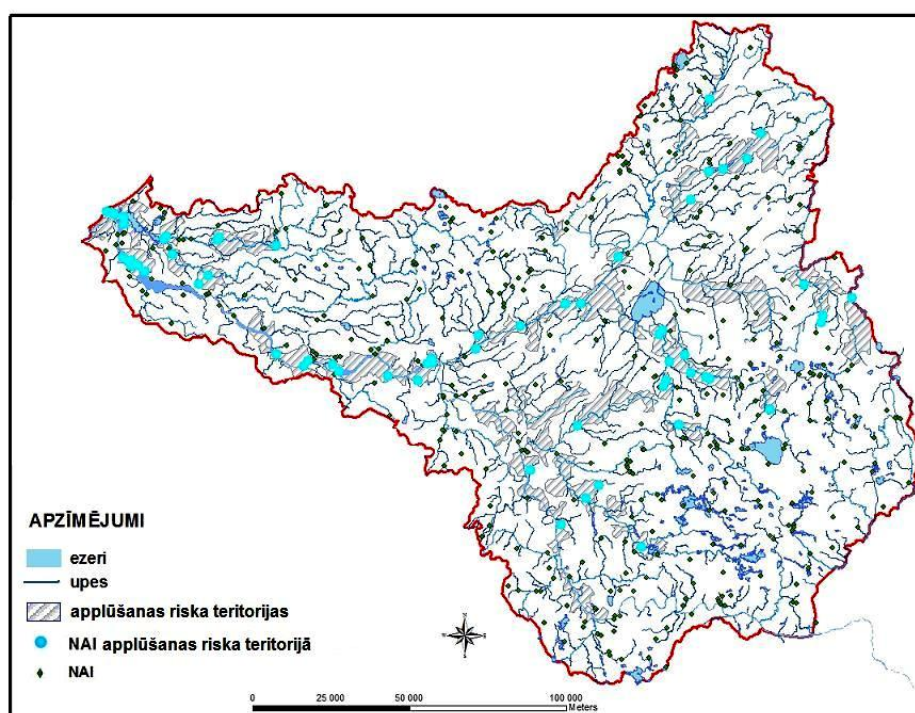 APZĪMĒJUMI
ezeri
upes
applūšanas riska teritorijas
NAI applūšanas riska teritorijā
NAI
0 25 000 50 000 100 000
Meters